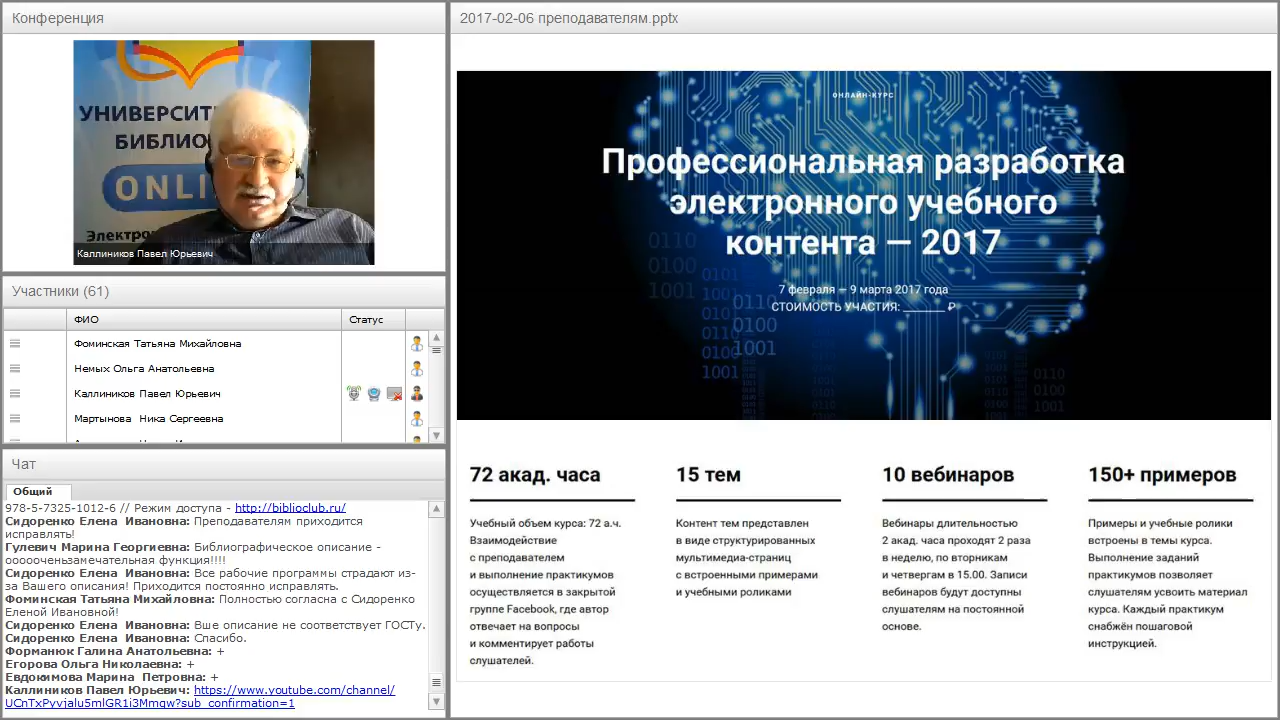 Конференция
УНИВЕРСИТ
БИБЛИО
ONLI
Электро
Каллиников Павел Юрьевич
Участники (61)
ФИО Статус
Фоминская Татьяна Михайловна
Немых Ольга Анатольевна
Каллиников Павел Юрьевич
Мартынова Ника Сергеевна
Чат
Общий
978-5-7325-1012-6 // Режим доступа - http://biblioclub.ru/
Сидоренко Елена Ивановна: Преподавателям приходится
исправлять!
Гулевич Марина Георгиевна: Библиографическое описание -
оооооченьзамечательная функция!!!!
Сидоренко Елена Ивановна: Все рабочие программы страдают из-
за Вашего описания! Приходится постоянно исправлять.
Фоминская Татьяна Михайловна: Полностью согласна с Сидоренко
Еленой Ивановной!
Сидоренко Елена Ивановна: Вше описание не соответствует ГОСТу.
Сидоренко Елена Ивановна: Спасибо.
Форманюк Галина Анатольевна: +
Егорова Ольга Николаевна: +
Евдокимова Марина Петровна: +
Каллиников Павел Юрьевич: https://www.youtube.com/channel/
UCnTxPyvjalu5mlGR1i3Mmqw?sub_confirmation=1
2017-02-06 преподавателям.pptx
ОНЛАЙН-КУРС
Профессиональная разработка
электронного учебного
контента — 2017
7 февраля — 9 марта 2017 года
СТОИМОСТЬ УЧАСТИЯ: _______ ₽
72 акад. часа
Учебный объем курса: 72 а.ч.
Взаимодействие
с преподавателем
и выполнение практикумов
осуществляется в закрытой
группе Facebook, где автор
отвечает на вопросы
и комментирует работы
слушателей.
15 тем
Контент тем представлен
в виде структурированных
мультимедиа-страниц
с встроенными примерами
и учебными роликами
10 вебинаров
Вебинары длительностью
2 акад. часа проходят 2 раза
в неделю, по вторникам
и четвергам в 15.00. Записи
вебинаров будут доступны
слушателям на постоянной
основе.
150+ примеров
Примеры и учебные ролики
встроены в темы курса.
Выполнение заданий
практикумов позволяет
слушателям усвоить материал
курса. Каждый практикум
снабжён пошаговой
инструкцией.